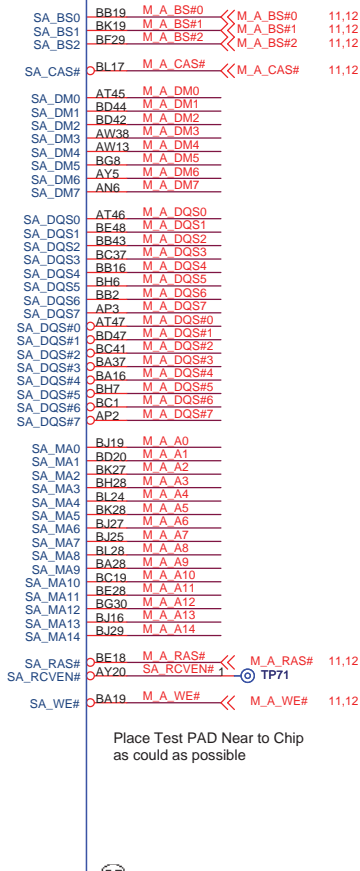 SA_BS0 BB19 M_A_BS#0 M_A_BS#0 11,12
SA_BS1 BK19 M_A_BS#1 M_A_BS#1 11,12
SA_BS2 BF29 M_A_BS#2 M_A_BS#2 11,12
SA_CAS# BL17 M_A_CAS# M_A_CAS# 11,12
SA_DM0 AT45 M_A_DM0
SA_DM1 BD44 M_A_DM1
SA_DM2 BD42 M_A_DM2
SA_DM3 AW38 M_A_DM3
SA_DM4 AW13 M_A_DM4
SA_DM5 BG8 M_A_DM5
SA_DM6 AY5 M_A_DM6
SA_DM7 AN6 M_A_DM7
SA_DQS0 AT46 M_A_DQS0
SA_DQS1 BE48 M_A_DQS1
SA_DQS2 BB43 M_A_DQS2
SA_DQS3 BC37 M_A_DQS3
SA_DQS4 BB16 M_A_DQS4
SA_DQS5 BH6 M_A_DQS5
SA_DQS6 BB2 M_A_DQS6
SA_DQS7 AP3 M_A_DQS7
SA_DQS#0 AT47 M_A_DQS#0
SA_DQS#1 BD47 M_A_DQS#1
SA_DQS#2 BC41 M_A_DQS#2
SA_DQS#3 BA37 M_A_DQS#3
SA_DQS#4 BA16 M_A_DQS#4
SA_DQS#5 BH7 M_A_DQS#5
SA_DQS#6 BC1 M_A_DQS#6
SA_DQS#7 AP2 M_A_DQS#7
SA_MA0 BJ19 M_A_A0
SA_MA1 BD20 M_A_A1
SA_MA2 BK27 M_A_A2
SA_MA3 BH28 M_A_A3
SA_MA4 BL24 M_A_A4
SA_MA5 BK28 M_A_A5
SA_MA6 BJ27 M_A_A6
SA_MA7 BJ25 M_A_A7
SA_MA8 BL28 M_A_A8
SA_MA9 BA28 M_A_A9
SA_MA10 BC19 M_A_A10
SA_MA11 BE28 M_A_A11
SA_MA12 BG30 M_A_A12
SA_MA13 BJ16 M_A_A13
SA_MA14 BJ29 M_A_A14
SA_RAS# BE18 M_A_RAS# M_A_RAS# 11,12
SA_RCVEN# AY20 SA_RCVEN# 1 TP71
SA_WE# BA19 M_A_WE# M_A_WE# 11,12
Place Test PAD Near to Chip
as could as possible